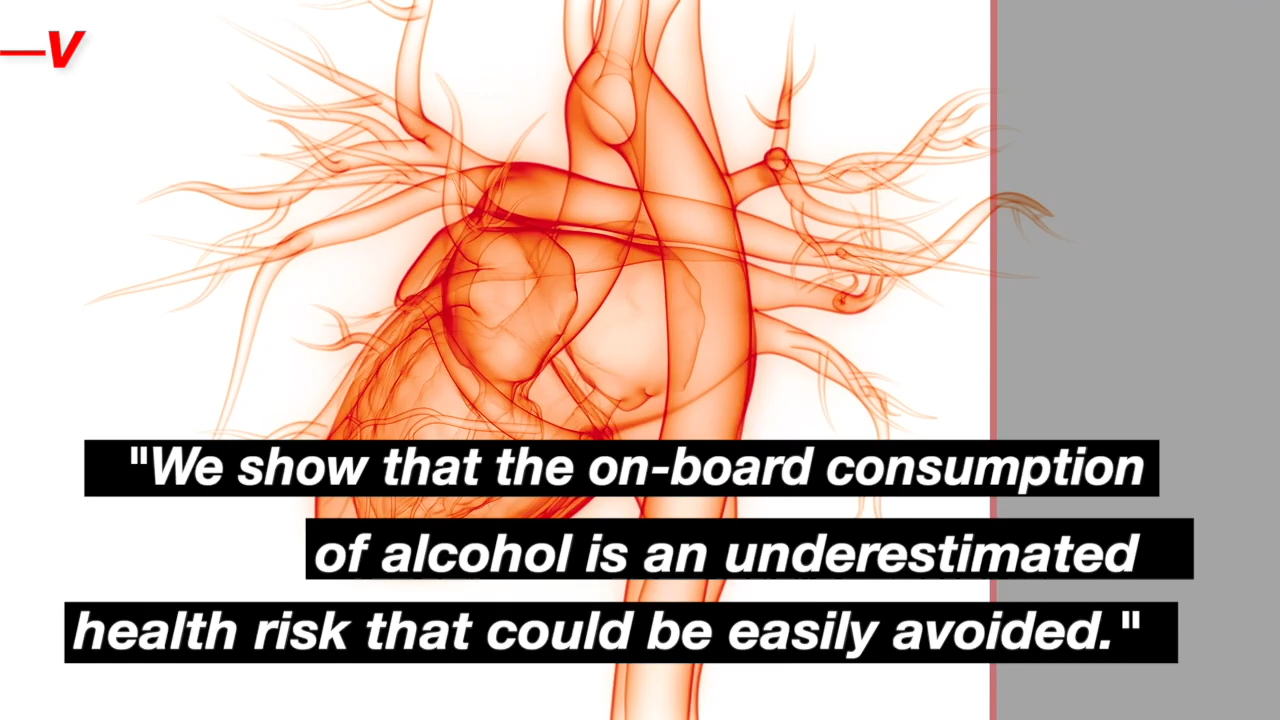 —V
"We show that the on-board consumption
of alcohol is an underestimated
health risk that could be easily avoided."